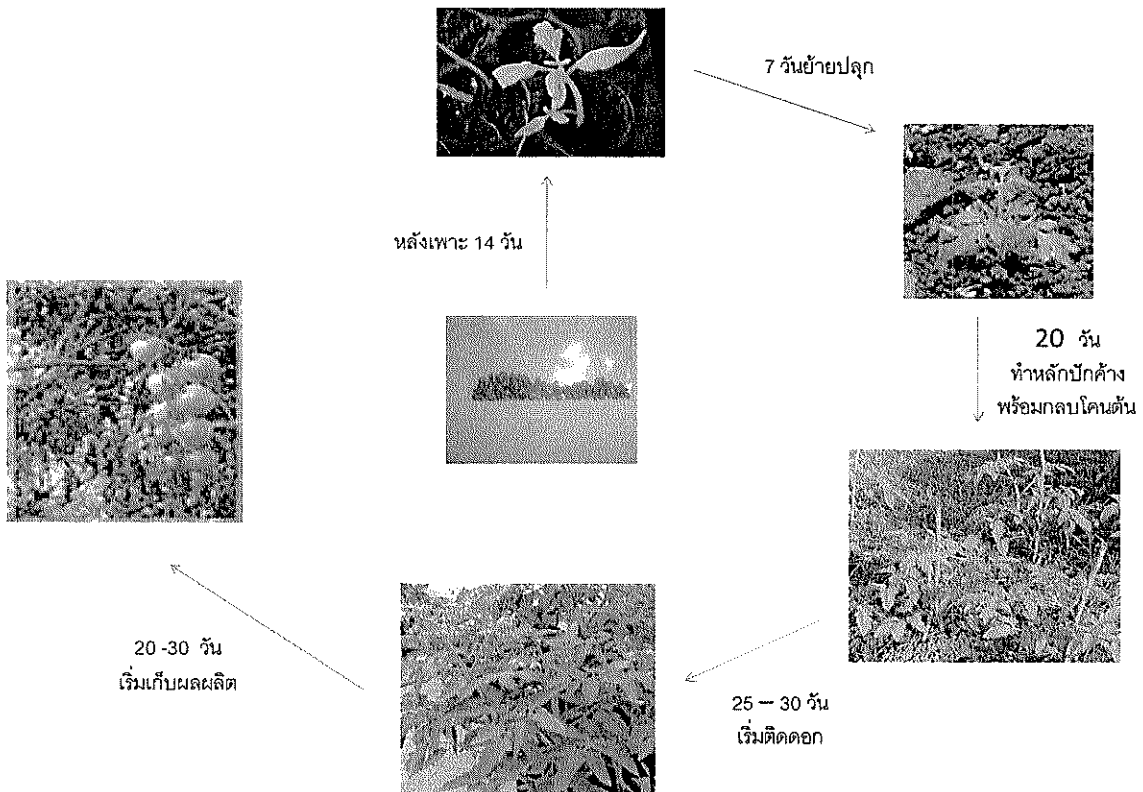 7 วันย้ายปลุก
หลังเพาะ 14 วัน
20 วัน
ทำหลักปักค้าง
พร้อมกลบโคนต้น
25 – 30 วัน
เริ่มติดดอก
20 -30 วัน
เริ่มเก็บผลผลิต